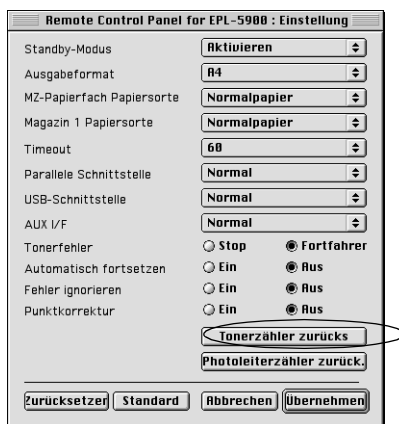 Remote Control Panel for EPL-5900 : Einstellung
Standby-Modus Aktivieren
Ausgabeformat A4
MZ-Papierfach Papiersorte Normalpapier
Magazin 1 Papiersorte Normalpapier
Timeout 60
Parallele Schnittstelle Normal
USB-Schnittstelle Normal
AUX I/F Normal
Tonerfehler Stop Fortfahrer
Automatisch fortsetzen Ein Aus
Fehler ignorieren Ein Aus
Punktkorrektur Ein Aus
Tonerzähler zurücks
Photoleiterzähler zurück.
Zurücksetzer Standard Abbrechen Übernehmen